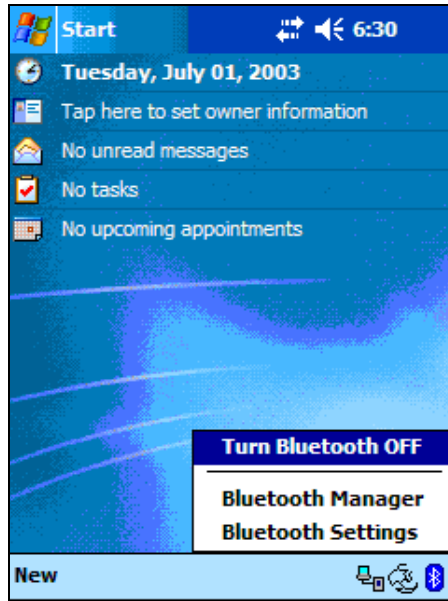 Start 6:30
Tuesday, July 01, 2003
Tap here to set owner information
No unread messages
No tasks
No upcoming appointments
Turn Bluetooth OFF
Bluetooth Manager
Bluetooth Settings
New